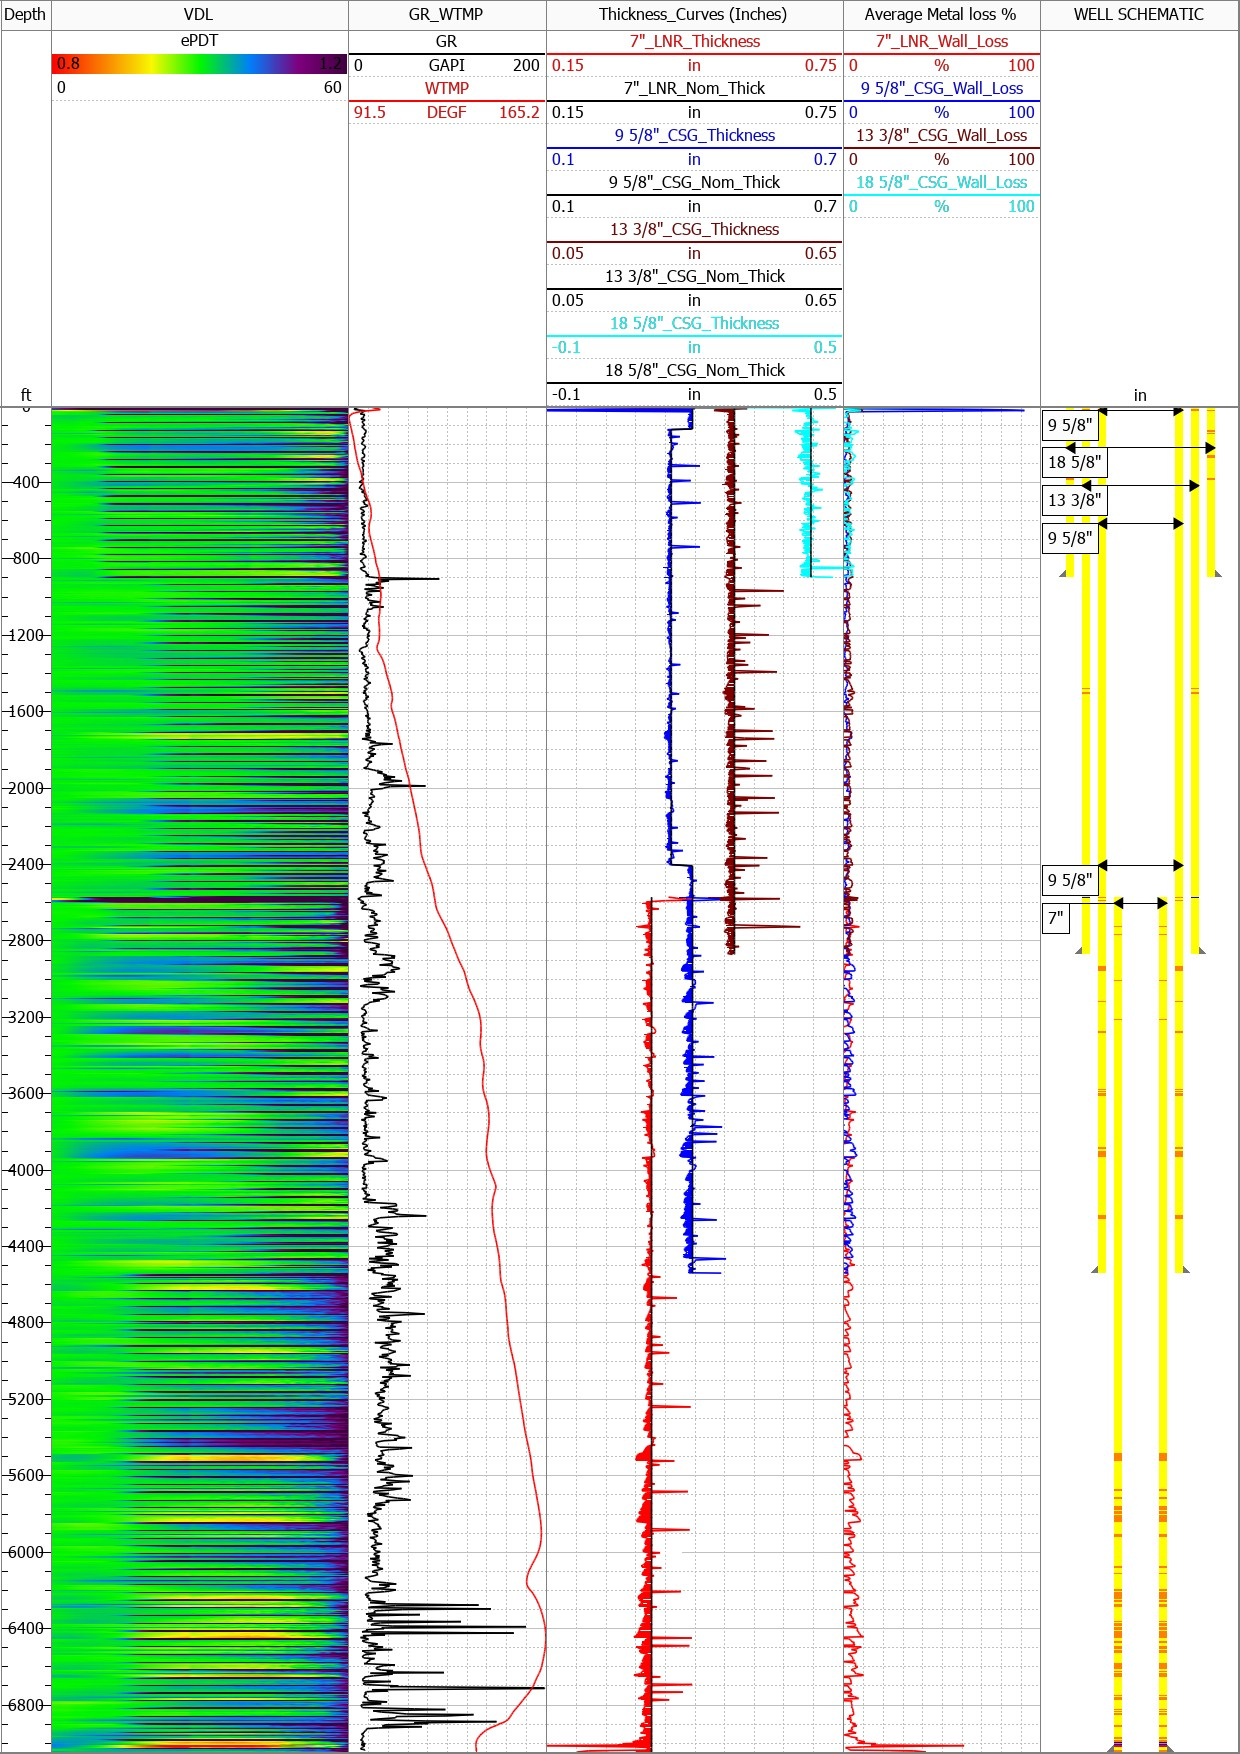 Depth VDL GR_WTMP Thickness_Curves (Inches) Average Metal loss % WELL SCHEMATIC
ePDT
0.8 1.2
0 60
GR
0 GAPI 200
WTMP
91.5 DEGF 165.2
7"_LNR_Thickness
0.15 in 0.75
7"_LNR_Nom_Thick
0.15 in 0.75
9 5/8"_CSG_Thickness
0.1 in 0.7
9 5/8"_CSG_Nom_Thick
0.1 in 0.7
13 3/8"_CSG_Thickness
0.05 in 0.65
13 3/8"_CSG_Nom_Thick
0.05 in 0.65
18 5/8"_CSG_Thickness
-0.1 in 0.5
18 5/8"_CSG_Nom_Thick
-0.1 in 0.5
7"_LNR_Wall_Loss
0 % 100
9 5/8"_CSG_Wall_Loss
0 % 100
13 3/8"_CSG_Wall_Loss
0 % 100
18 5/8"_CSG_Wall_Loss
0 % 100
ft in
0
400
800
1200
1600
2000
2400
2800
3200
3600
4000
4400
4800
5200
5600
6000
6400
6800
9 5/8"
18 5/8"
13 3/8"
9 5/8"
9 5/8"
7"